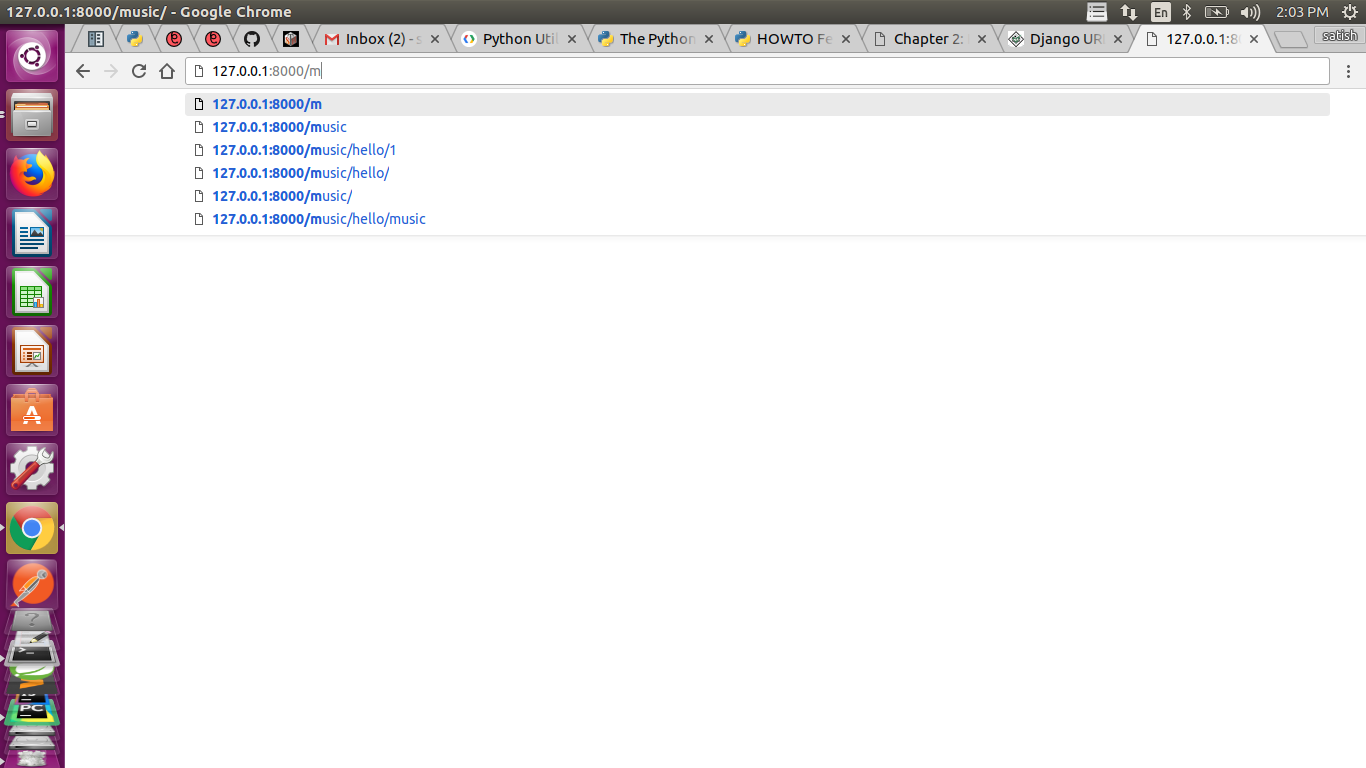 127.0.0.1:8000/music/ - Google Chrome
En
2:03 PM
Inbox (2) - s
Python Util
The Python
HOWTO Fe
Chapter 2:
Django UR
127.0.0.1:8
satish
127.0.0.1:8000/m
127.0.0.1:8000/m
127.0.0.1:8000/music
127.0.0.1:8000/music/hello/1
127.0.0.1:8000/music/hello/
127.0.0.1:8000/music/
127.0.0.1:8000/music/hello/music
PC